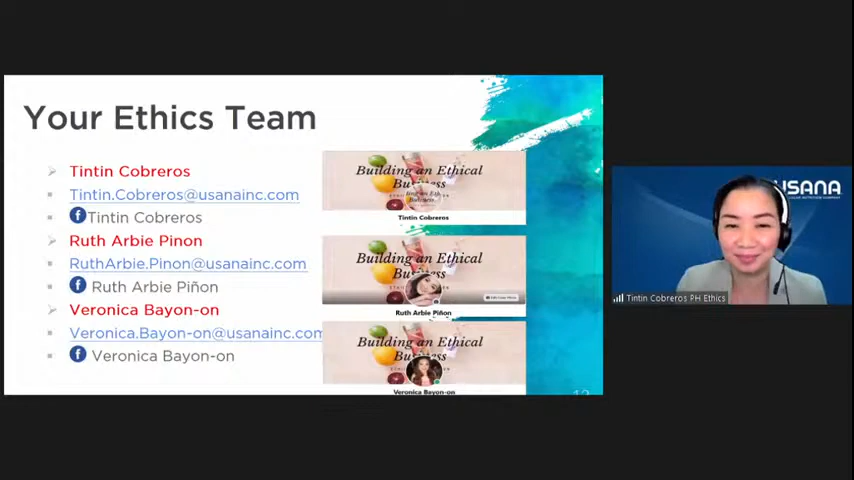 Your Ethics Team
Tintin Cobreros
Tintin.Cobreros@usanainc.com
Tintin Cobreros
Ruth Arbie Pinon
RuthArbie.Pinon@usanainc.com
Ruth Arbie Piñon
Veronica Bayon-on
Veronica.Bayon-on@usanainc.com
Veronica Bayon-on
Building an Ethical
Business
Tintin Cobreros
Building an Ethical
Business
Ruth Arbie Piñon
Building an Ethical
Business
Veronica Bayon-on
USANA
Tintin Cobreros PH Ethics